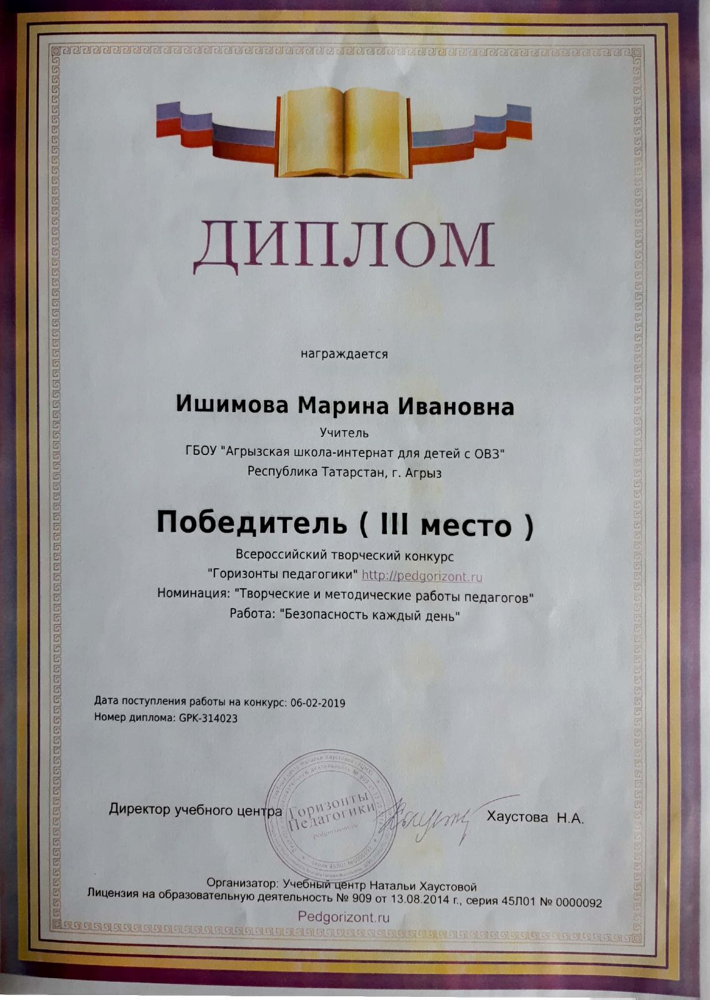 ДИПЛОМ
награждается
Ишимова Марина Ивановна
Учитель
ГБОУ "Агрызская школа-интернат для детей с ОВЗ"
Республика Татарстан, г. Агрыз
Победитель ( III место )
Всероссийский творческий конкурс
"Горизонты педагогики" http://pedgorizont.ru
Номинация: "Творческие и методические работы педагогов"
Работа: "Безопасность каждый день"
Дата поступления работы на конкурс: 06-02-2019
Номер диплома: GPK-314023
Директор учебного центра
Горизонты
Педагогики
pedgorizont.ru
серия 45Л01 №0000092
Хаустова Н.А.
Организатор: Учебный центр Натальи Хаустовой
Лицензия на образовательную деятельность № 909 от 13.08.2014 г., серия 45Л01 № 0000092
Pedgorizont.ru